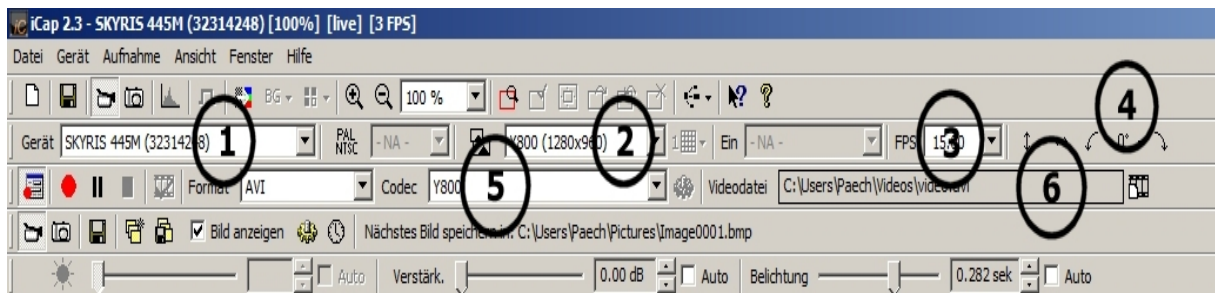 iCap 2.3 - SKYRIS 445M (32314248) [100%] [live] [3 FPS]
Datei Gerät Aufnahme Ansicht Fenster Hilfe
BG 100 %
Gerät SKYRIS 445M (32314248) 1 PAL NTSC - NA - Y800 (1280x960) 2 1 Ein - NA - FPS 3 0° 4
Format AVI Codec Y800 5 Videodatei C:\Users\Paech\Videos\video.avi 6
Bild anzeigen Nächstes Bild speichern in: C:\Users\Paech\Pictures\Image0001.bmp
Auto Verstärk. 0.00 dB Auto Belichtung 0.282 sek Auto